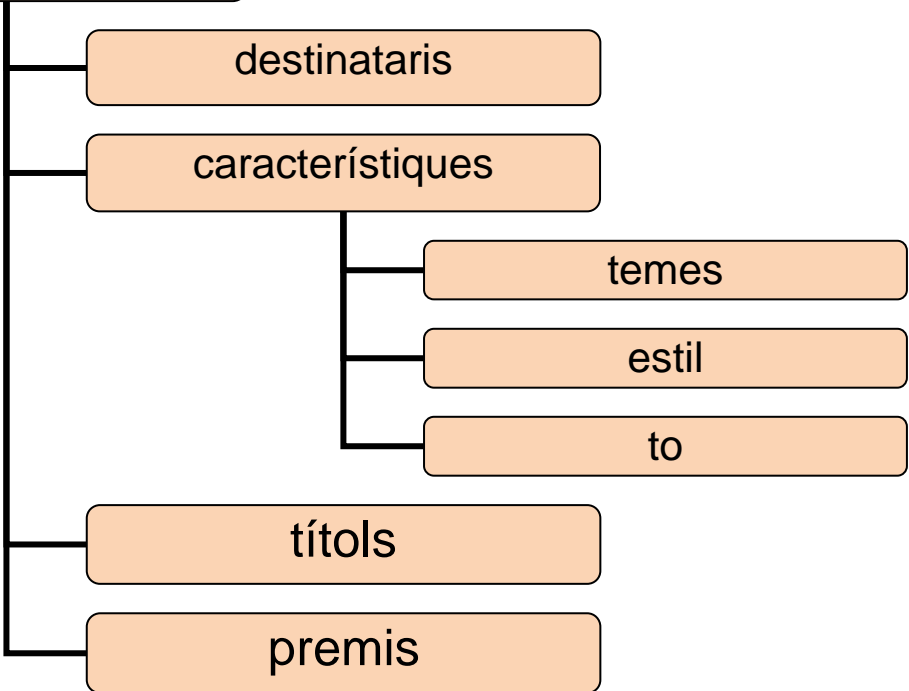 destinataris
característiques
temes
estil
to
títols
premis